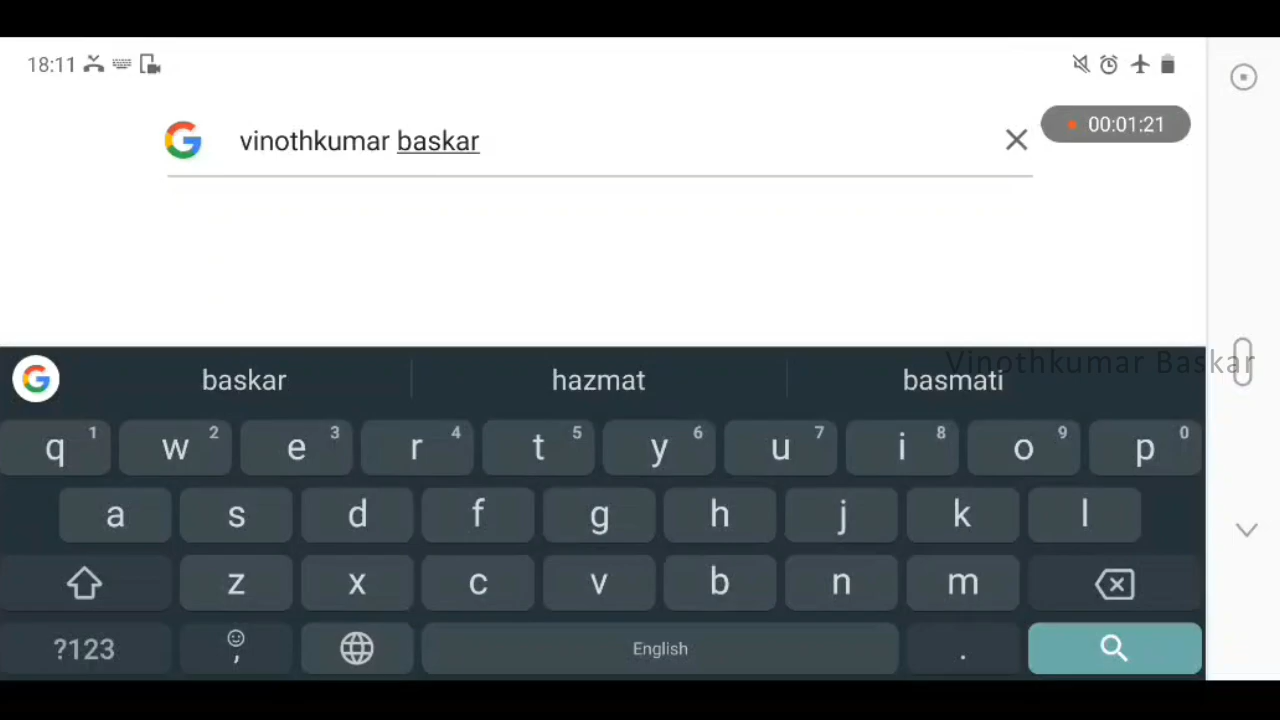 18:11
vinothkumar baskar
00:01:21
Vinothkumar Baskar
baskar hazmat basmati
q 1 w 2 e 3 r 4 t 5 y 6 u 7 i 8 o 9 p 0
a s d f g h j k l
z x c v b n m
?123 , English .